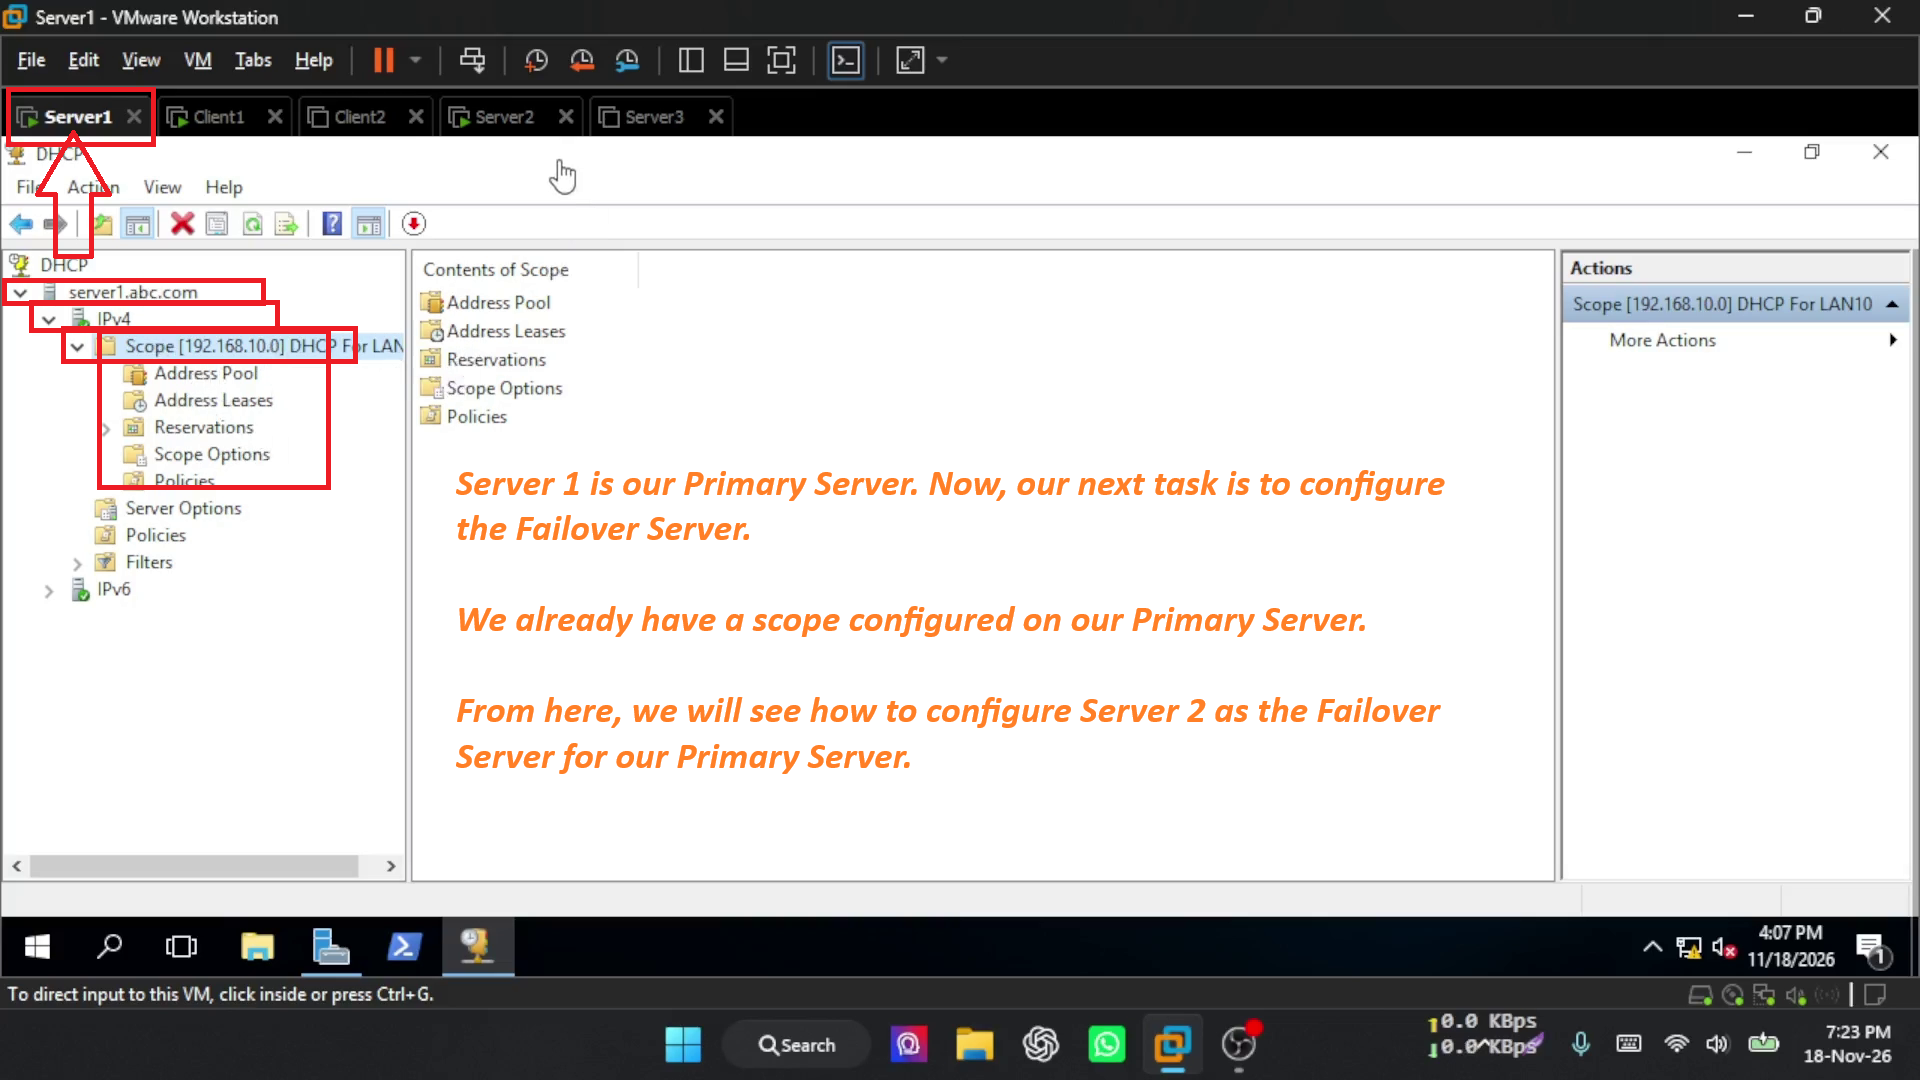 Server1 - VMware Workstation
File Edit View VM Tabs Help
Server1 Client1 Client2 Server2 Server3
DHCP
File Action View Help
DHCP
server1.abc.com
IPv4
Scope [192.168.10.0] DHCP For LAN
Address Pool
Address Leases
Reservations
Scope Options
Policies
Server Options
Policies
Filters
IPv6
Contents of Scope
Address Pool
Address Leases
Reservations
Scope Options
Policies
Server 1 is our Primary Server. Now, our next task is to configure
the Failover Server.
We already have a scope configured on our Primary Server.
From here, we will see how to configure Server 2 as the Failover
Server for our Primary Server.
Actions
Scope [192.168.10.0] DHCP For LAN10
More Actions
4:07 PM
11/18/2026
1
To direct input to this VM, click inside or press Ctrl+G.
Search
0.0 KBps
0.0 KBps
7:23 PM
18-Nov-26